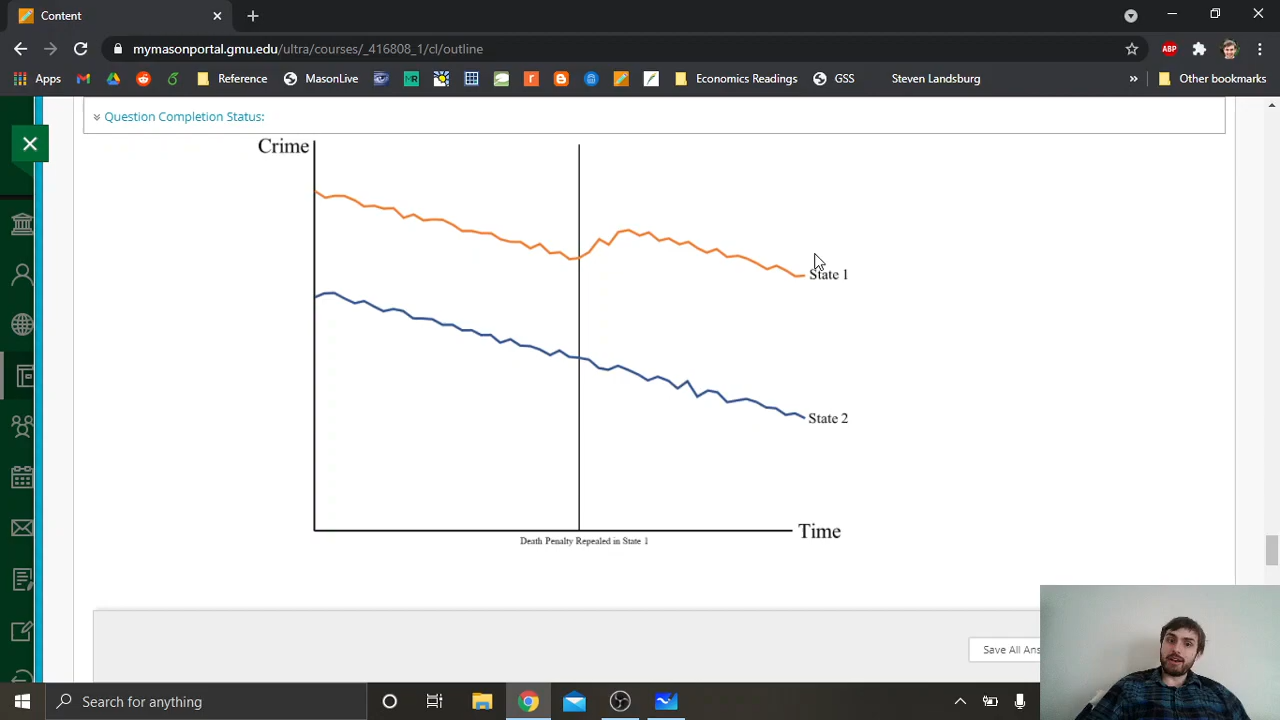 Content
mymasonportal.gmu.edu/ultra/courses/_416808_1/cl/outline
ABP
Apps
Reference
MasonLive
MR
r
Economics Readings
GSS
Steven Landsburg
»
Other bookmarks
Question Completion Status:
Crime
State 1
State 2
Time
Death Penalty Repealed in State 1
Save All Ans
Search for anything